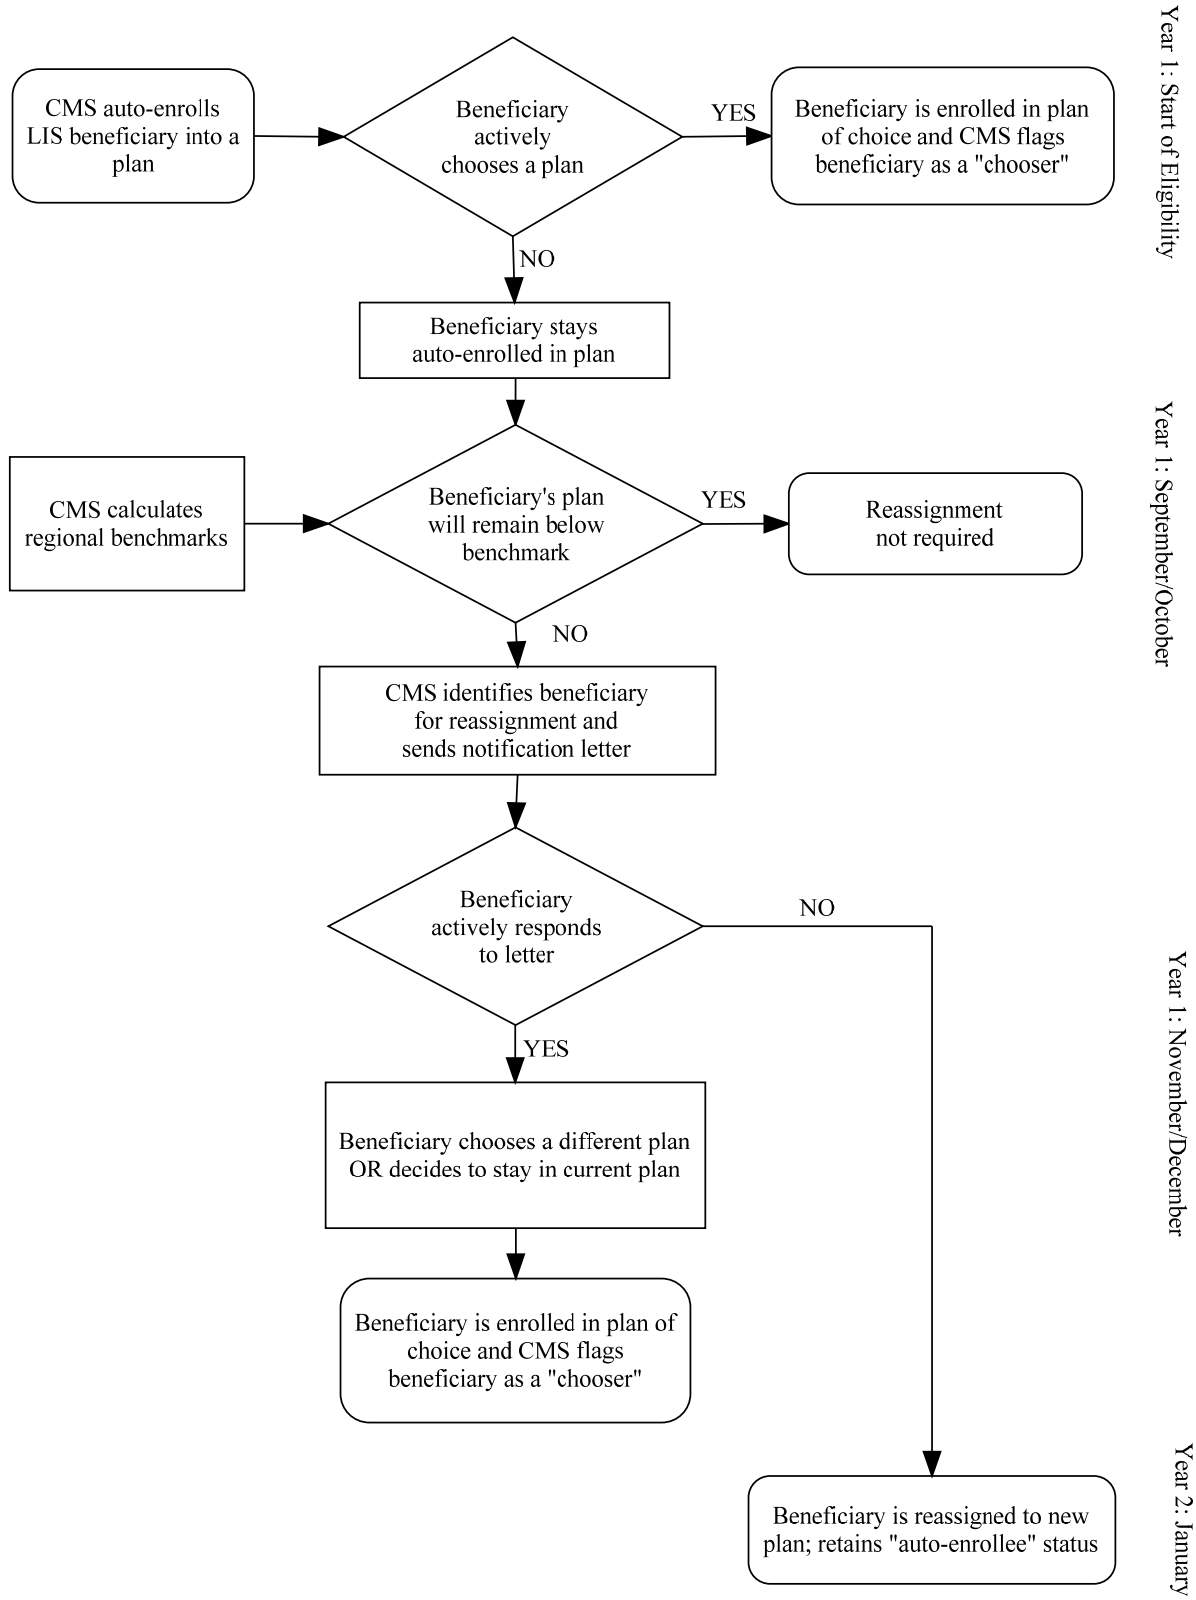 CMS auto-enrolls
LIS beneficiary into a
plan
Beneficiary
actively
chooses a plan
YES
Beneficiary is enrolled in plan
of choice and CMS flags
beneficiary as a "chooser"
Year 1: Start of Eligibility
NO
Beneficiary stays
auto-enrolled in plan
CMS calculates
regional benchmarks
Beneficiary's plan
will remain below
benchmark
YES
Reassignment
not required
Year 1: September/October
NO
CMS identifies beneficiary
for reassignment and
sends notification letter
Beneficiary
actively responds
to letter
NO
YES
Year 1: November/December
Beneficiary chooses a different plan
OR decides to stay in current plan
Beneficiary is enrolled in plan of
choice and CMS flags
beneficiary as a "chooser"
Beneficiary is reassigned to new
plan; retains "auto-enrollee" status
Year 2: January